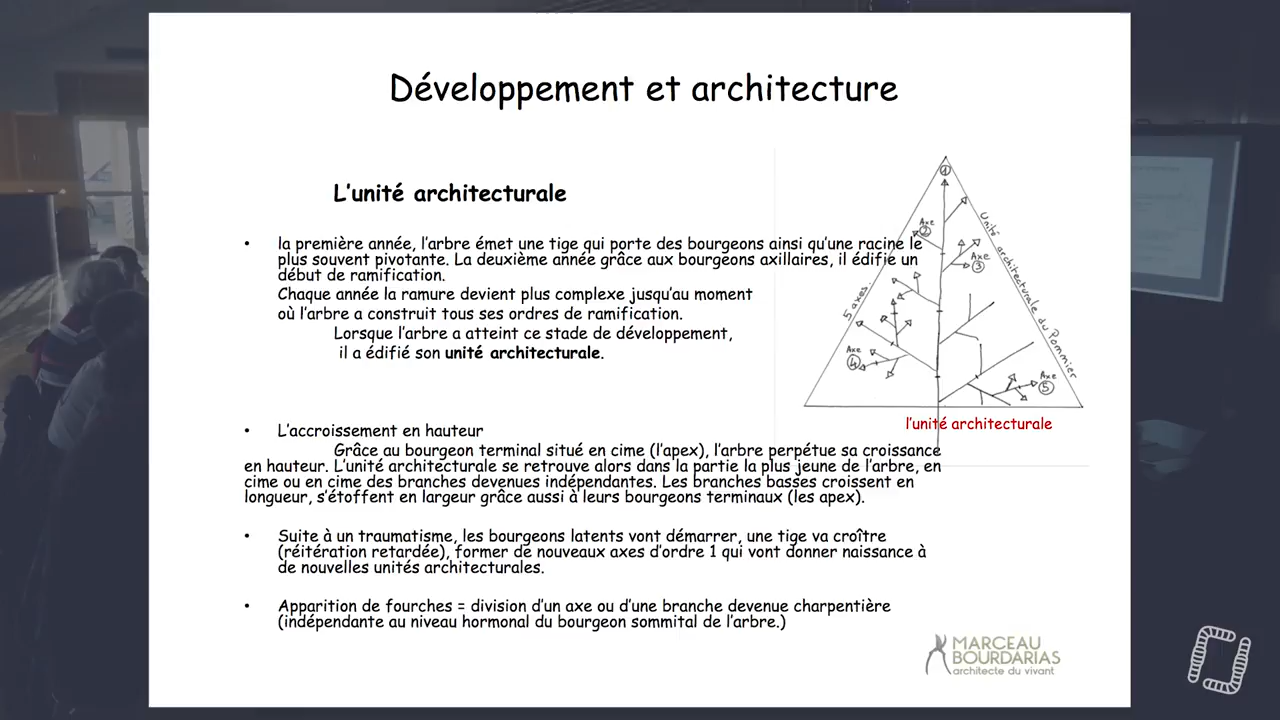 Développement et architecture
L'unité architecturale
• la première année, l'arbre émet une tige qui porte des bourgeons ainsi qu'une racine le
plus souvent pivotante. La deuxième année grâce aux bourgeons axillaires, il édifie un
début de ramification.
Chaque année la ramure devient plus complexe jusqu'au moment
où l'arbre a construit tous ses ordres de ramification.
Lorsque l'arbre a atteint ce stade de développement,
il a édifié son unité architecturale.
1
Axe
2
Axe
3
5 axes.
Unité architecturale du Pommier
Axe
4
Axe
5
l'unité architecturale
• L'accroissement en hauteur
Grâce au bourgeon terminal situé en cime (l'apex), l'arbre perpétue sa croissance
en hauteur. L'unité architecturale se retrouve alors dans la partie la plus jeune de l'arbre, en
cime ou en cime des branches devenues indépendantes. Les branches basses croissent en
longueur, s'étoffent en largeur grâce aussi à leurs bourgeons terminaux (les apex).
• Suite à un traumatisme, les bourgeons latents vont démarrer, une tige va croître
(réitération retardée), former de nouveaux axes d'ordre 1 qui vont donner naissance à
de nouvelles unités architecturales.
• Apparition de fourches = division d'un axe ou d'une branche devenue charpentière
(indépendante au niveau hormonal du bourgeon sommital de l'arbre.)
MARCEAU
BOURDARIAS
architecte du vivant